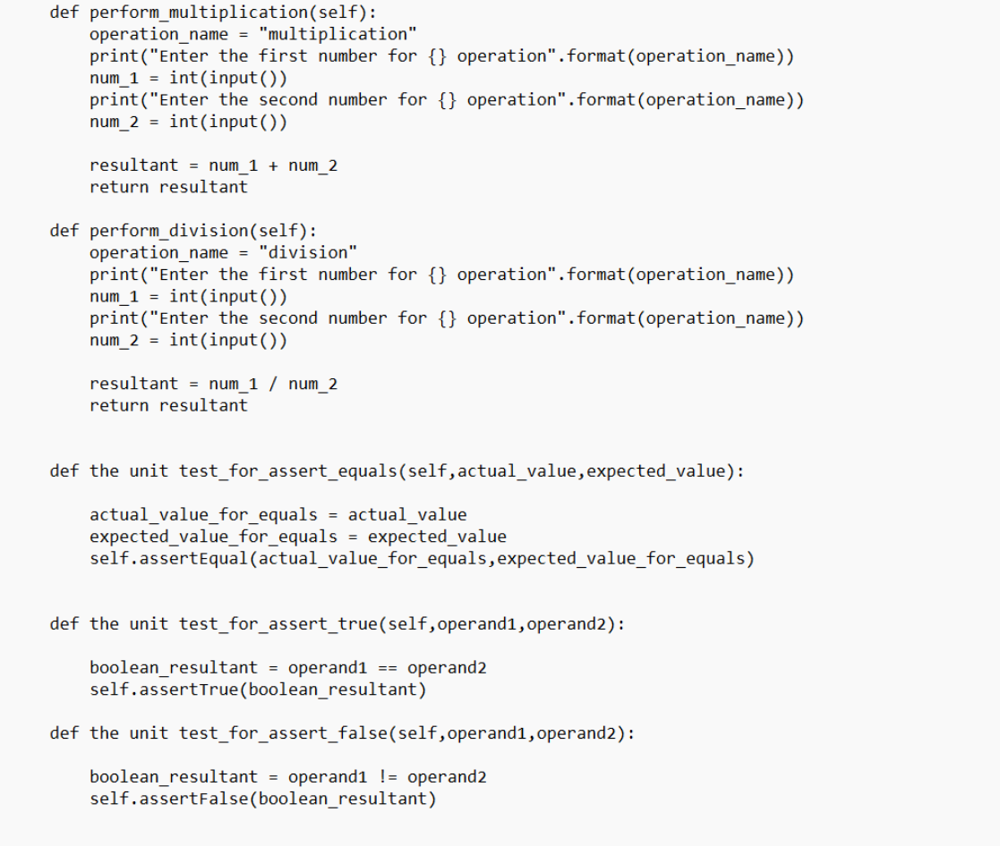 def perform_multiplication(self):
operation_name = "multiplication"
print("Enter the first number for {} operation".format(operation_name))
num_1 = int(input())
print("Enter the second number for {} operation".format(operation_name))
num_2 = int(input())
resultant = num_1 + num_2
return resultant
def perform_division(self):
operation_name = "division"
print("Enter the first number for {} operation".format(operation_name))
num_1 = int(input())
print("Enter the second number for {} operation".format(operation_name))
num_2 = int(input())
resultant = num_1 / num_2
return resultant
def the unit test_for_assert_equals(self,actual_value,expected_value):
actual_value_for_equals = actual_value
expected_value_for_equals = expected_value
self.assertEqual(actual_value_for_equals,expected_value_for_equals)
def the unit test_for_assert_true(self,operand1,operand2):
boolean_resultant = operand1 == operand2
self.assertTrue(boolean_resultant)
def the unit test_for_assert_false(self,operand1,operand2):
boolean_resultant = operand1 != operand2
self.assertFalse(boolean_resultant)